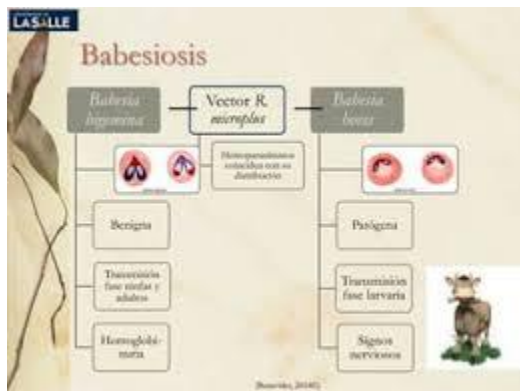 LASALLE
Babesiosis
Babesia
bigemina
Vector R.
microplus
Babesia
bovis
Hemoparásitos
coinciden con su
distribución
Benigna
Patógena
Transmisión
fase ninfas y
adultos
Transmisión
fase larvaria
Hemoglobi-
nuria
Signos
nerviosos